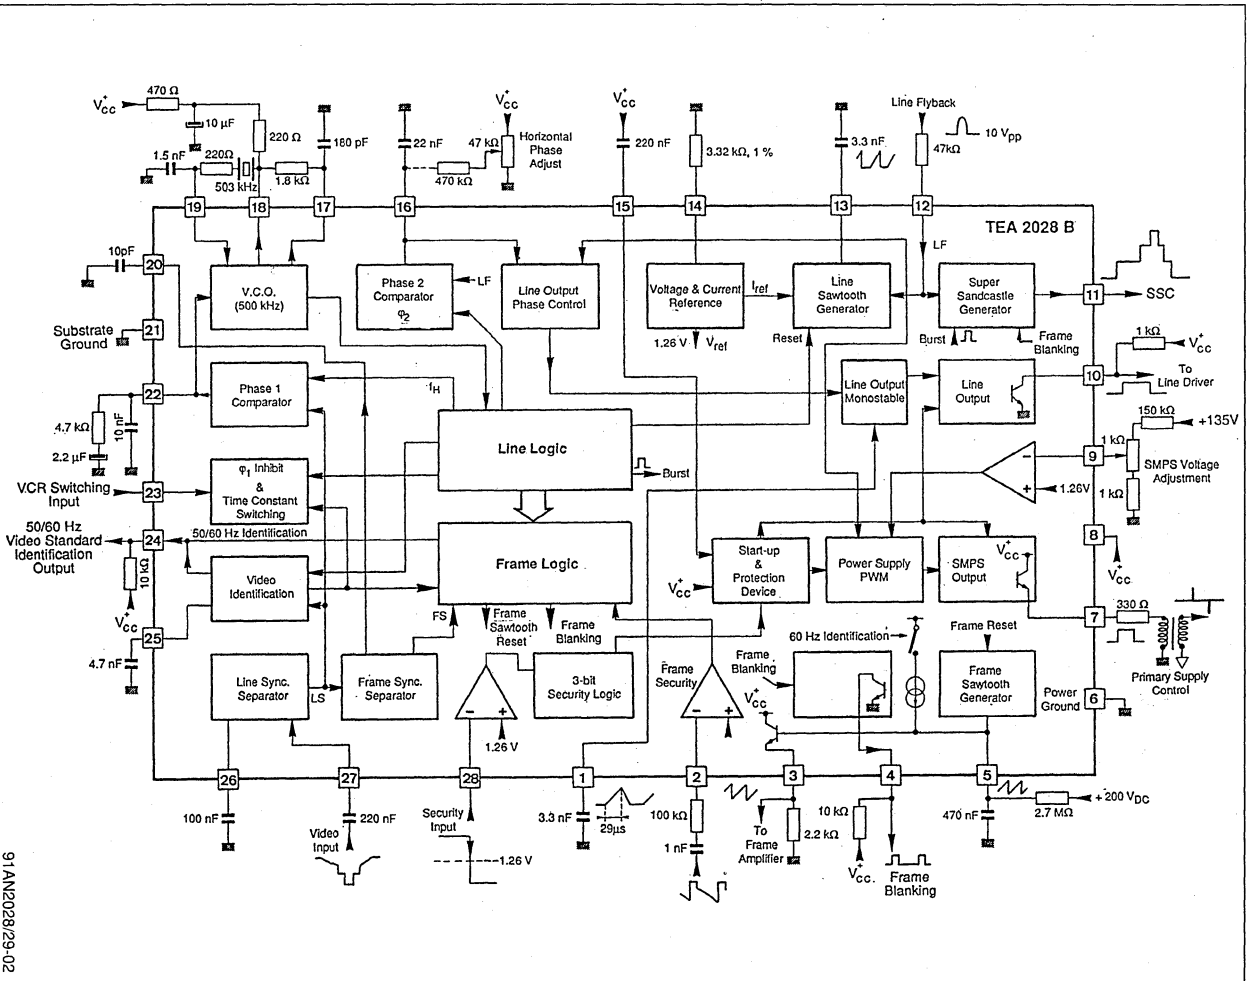 470 Ω
V+CC
10 µF
220 Ω
1.5 nF
220Ω
503 kHz
1.8 kΩ
180 pF
22 nF
470 kΩ
47 kΩ
V+CC
Horizontal
Phase
Adjust
V+CC
220 nF
3.32 kΩ, 1 %
3.3 nF
Line Flyback
47kΩ
10 Vpp
19
18
17
16
15
14
13
12
TEA 2028 B
LF
10pF
20
V.C.O.
(500 kHz)
Phase 2
Comparator
φ2
LF
Line Output
Phase Control
Voltage & Current
Reference
Iref
1.26 V
Vref
Line
Sawtooth
Generator
Reset
Super
Sandcastle
Generator
Burst
Frame
Blanking
11
SSC
Substrate
Ground
21
1 kΩ
V+CC
22
Phase 1
Comparator
fH
Line Output
Monostable
Line
Output
10
To
Line Driver
4.7 kΩ
10 nF
2.2 µF
Line Logic
Burst
150 kΩ
+135V
9
1 kΩ
SMPS Voltage
Adjustment
1 kΩ
1.26V
VCR Switching
Input
23
φ1 Inhibit
&
Time Constant
Switching
50/60 Hz
Video Standard
Identification
Output
24
50/60 Hz Identification
10 kΩ
V+CC
Video
Identification
Frame Logic
Start-up
&
Protection
Device
V+CC
Power Supply
PWM
SMPS
Output
V+CC
8
V+CC
7
330 Ω
Primary Supply
Control
25
4.7 nF
FS
Frame
Sawtooth
Reset
Frame
Blanking
60 Hz Identification
Frame Reset
Line Sync.
Separator
LS
Frame Sync.
Separator
3-bit
Security Logic
Frame
Security
Frame
Blanking
V+CC
Frame
Sawtooth
Generator
Power
Ground
6
− +
1.26 V
26
27
28
1
2
3
4
5
100 nF
Video
Input
220 nF
Security
Input
1.26 V
3.3 nF
29µs
100 kΩ
1 nF
To
Frame
Amplifier
2.2 kΩ
10 kΩ
V+CC.
Frame
Blanking
470 nF
2.7 MΩ
+200 VDC
91AN2028/29-02